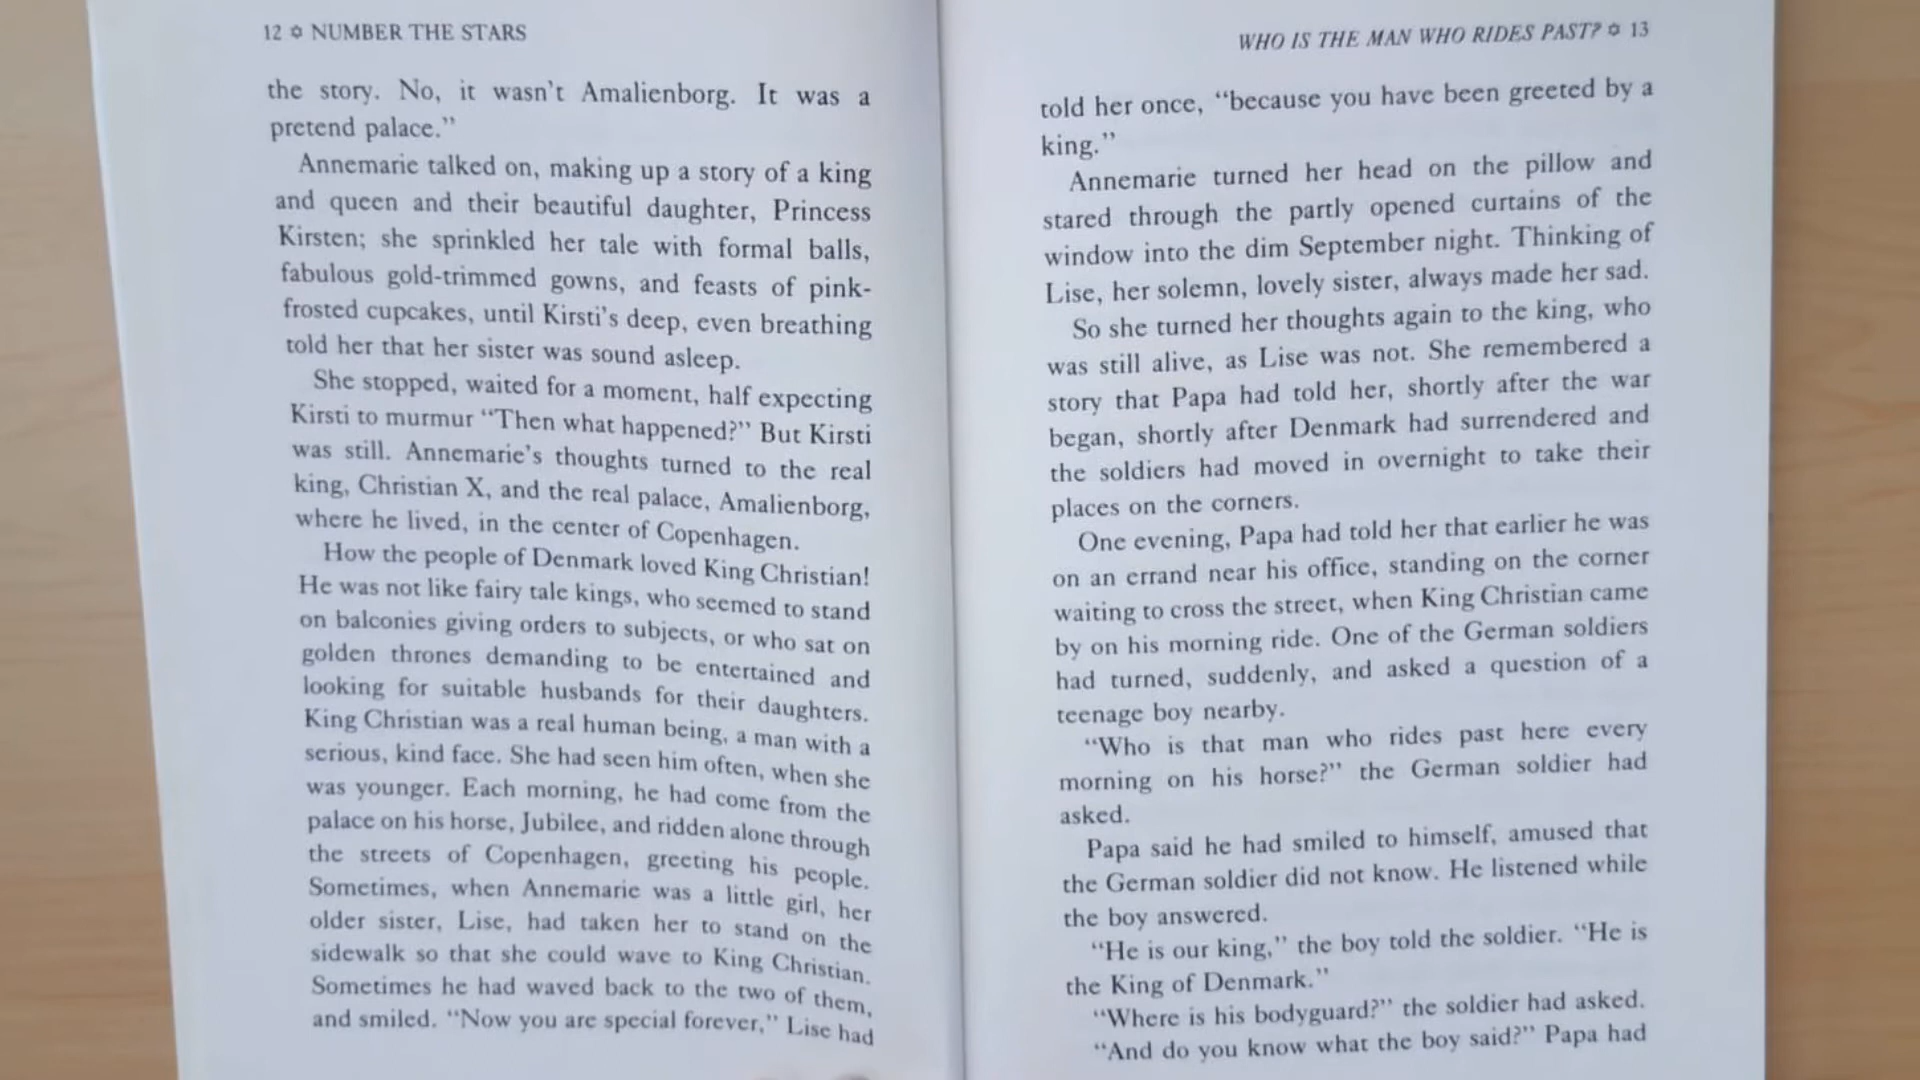 12 ✡ NUMBER THE STARS
the story. No, it wasn't Amalienborg. It was a
pretend palace."
Annemarie talked on, making up a story of a king
and queen and their beautiful daughter, Princess
Kirsten; she sprinkled her tale with formal balls,
fabulous gold-trimmed gowns, and feasts of pink-
frosted cupcakes, until Kirsti's deep, even breathing
told her that her sister was sound asleep.
She stopped, waited for a moment, half expecting
Kirsti to murmur "Then what happened?" But Kirsti
was still. Annemarie's thoughts turned to the real
king, Christian X, and the real palace, Amalienborg,
where he lived, in the center of Copenhagen.
How the people of Denmark loved King Christian!
He was not like fairy tale kings, who seemed to stand
on balconies giving orders to subjects, or who sat on
golden thrones demanding to be entertained and
looking for suitable husbands for their daughters.
King Christian was a real human being, a man with a
serious, kind face. She had seen him often, when she
was younger. Each morning, he had come from the
palace on his horse, Jubilee, and ridden alone through
the streets of Copenhagen, greeting his people.
Sometimes, when Annemarie was a little girl, her
older sister, Lise, had taken her to stand on the
sidewalk so that she could wave to King Christian.
Sometimes he had waved back to the two of them,
and smiled. "Now you are special forever," Lise had
WHO IS THE MAN WHO RIDES PAST? ✡ 13
told her once, "because you have been greeted by a
king."
Annemarie turned her head on the pillow and
stared through the partly opened curtains of the
window into the dim September night. Thinking of
Lise, her solemn, lovely sister, always made her sad.
So she turned her thoughts again to the king, who
was still alive, as Lise was not. She remembered a
story that Papa had told her, shortly after the war
began, shortly after Denmark had surrendered and
the soldiers had moved in overnight to take their
places on the corners.
One evening, Papa had told her that earlier he was
on an errand near his office, standing on the corner
waiting to cross the street, when King Christian came
by on his morning ride. One of the German soldiers
had turned, suddenly, and asked a question of a
teenage boy nearby.
"Who is that man who rides past here every
morning on his horse?" the German soldier had
asked.
Papa said he had smiled to himself, amused that
the German soldier did not know. He listened while
the boy answered.
"He is our king," the boy told the soldier. "He is
the King of Denmark."
"Where is his bodyguard?" the soldier had asked.
"And do you know what the boy said?" Papa had